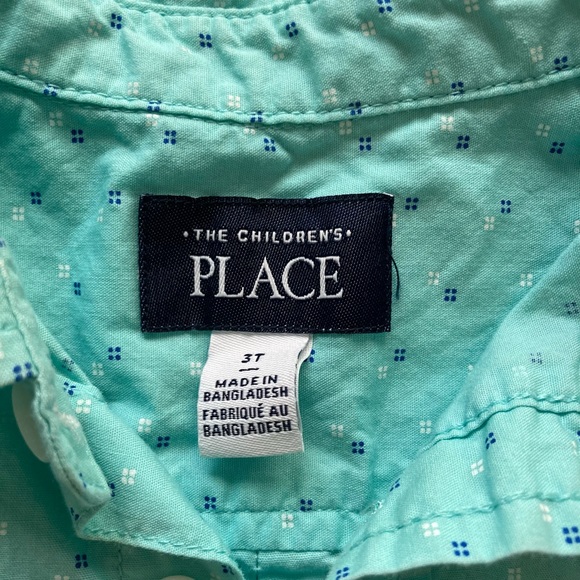 • THE CHILDREN'S •
PLACE
3T
MADE IN
BANGLADESH
FABRIQUÉ AU
BANGLADESH